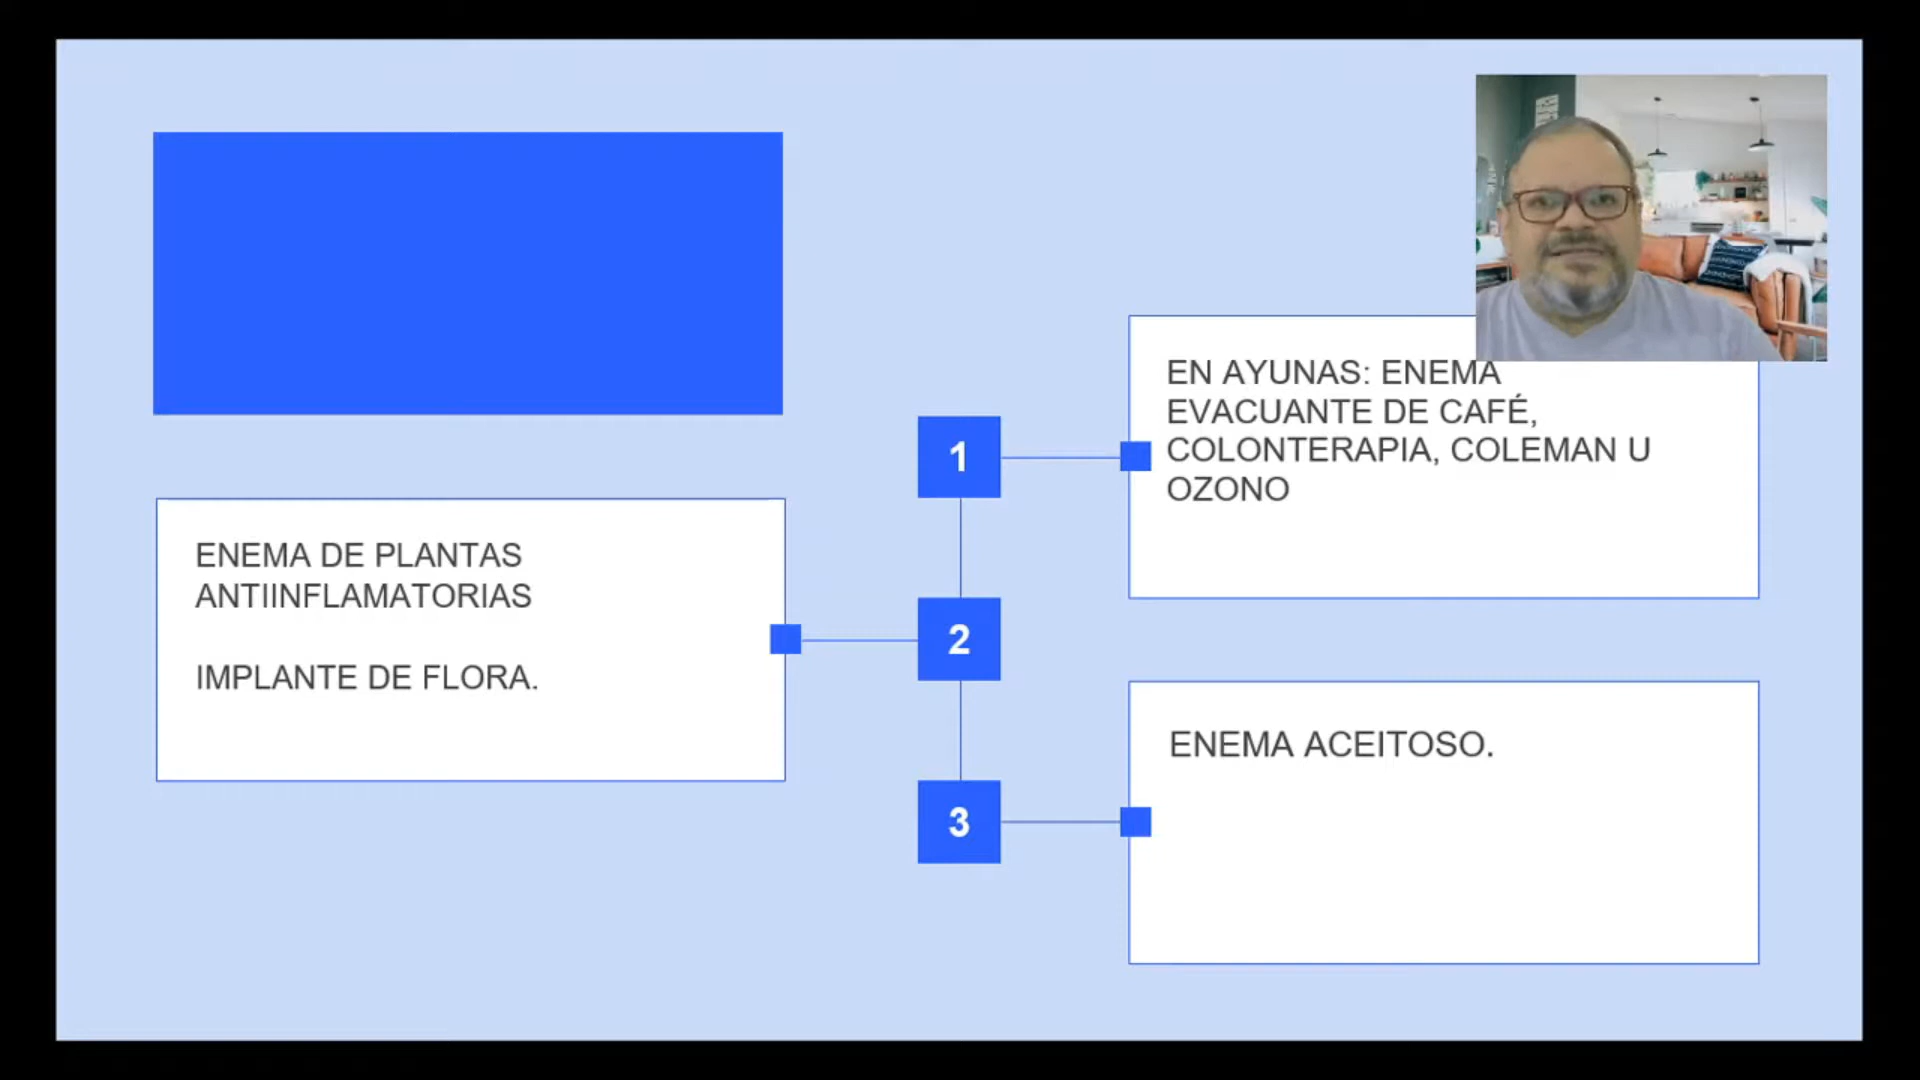 1
EN AYUNAS: ENEMA
EVACUANTE DE CAFÉ,
COLONTERAPIA, COLEMAN U
OZONO
2
ENEMA DE PLANTAS
ANTIINFLAMATORIAS
IMPLANTE DE FLORA.
3
ENEMA ACEITOSO.